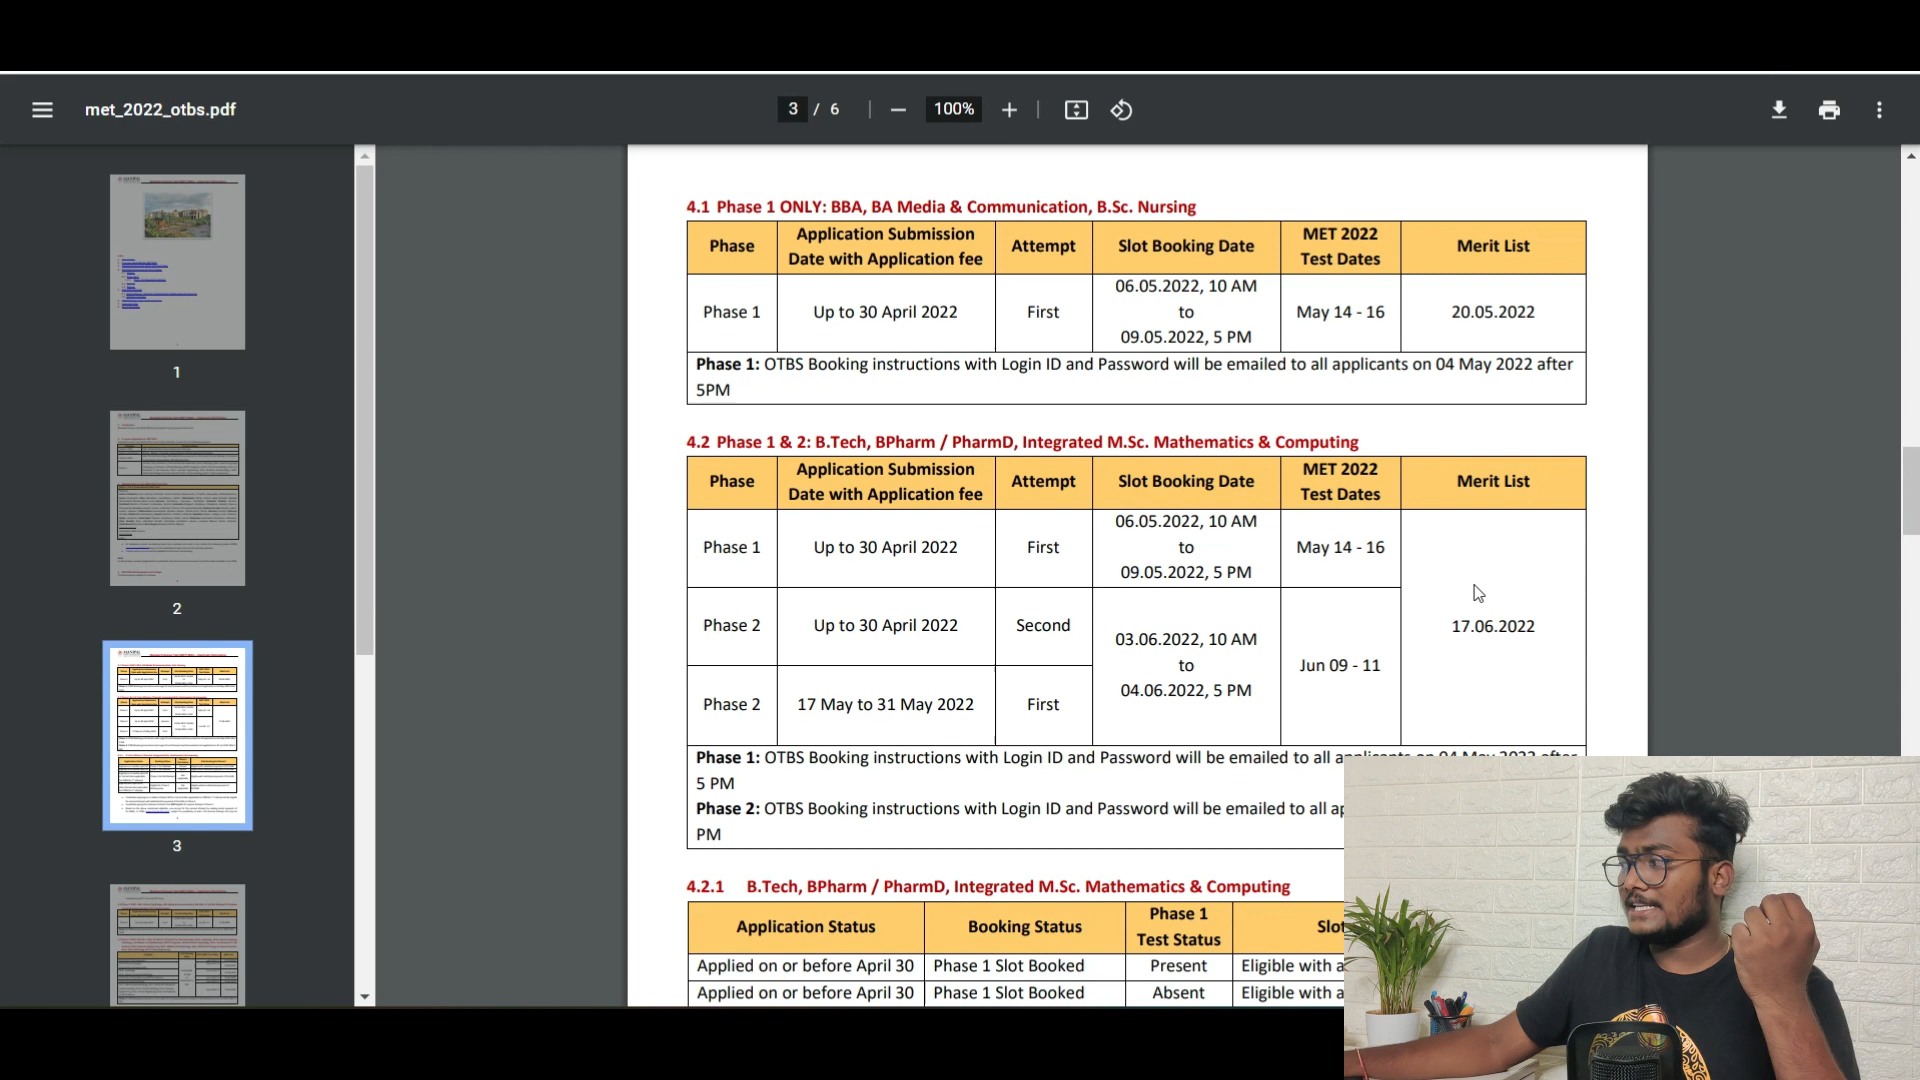 met_2022_otbs.pdf
3 / 6
100%
1
2
3
4.1 Phase 1 ONLY: BBA, BA Media & Communication, B.Sc. Nursing
Phase Application Submission Date with Application fee Attempt Slot Booking Date MET 2022 Test Dates Merit List
Phase 1 Up to 30 April 2022 First 06.05.2022, 10 AM to 09.05.2022, 5 PM May 14 - 16 20.05.2022
Phase 1: OTBS Booking instructions with Login ID and Password will be emailed to all applicants on 04 May 2022 after
5PM
4.2 Phase 1 & 2: B.Tech, BPharm / PharmD, Integrated M.Sc. Mathematics & Computing
Phase Application Submission Date with Application fee Attempt Slot Booking Date MET 2022 Test Dates Merit List
Phase 1 Up to 30 April 2022 First 06.05.2022, 10 AM to 09.05.2022, 5 PM May 14 - 16
17.06.2022
Phase 2 Up to 30 April 2022 Second
03.06.2022, 10 AM to 04.06.2022, 5 PM Jun 09 - 11
Phase 2 17 May to 31 May 2022 First
Phase 1: OTBS Booking instructions with Login ID and Password will be emailed to all applicants on 04 May 2022 after
5 PM
Phase 2: OTBS Booking instructions with Login ID and Password will be emailed to all ap
PM
4.2.1 B.Tech, BPharm / PharmD, Integrated M.Sc. Mathematics & Computing
Application Status Booking Status Phase 1 Test Status Slot
Applied on or before April 30 Phase 1 Slot Booked Present Eligible with a
Applied on or before April 30 Phase 1 Slot Booked Absent Eligible with a